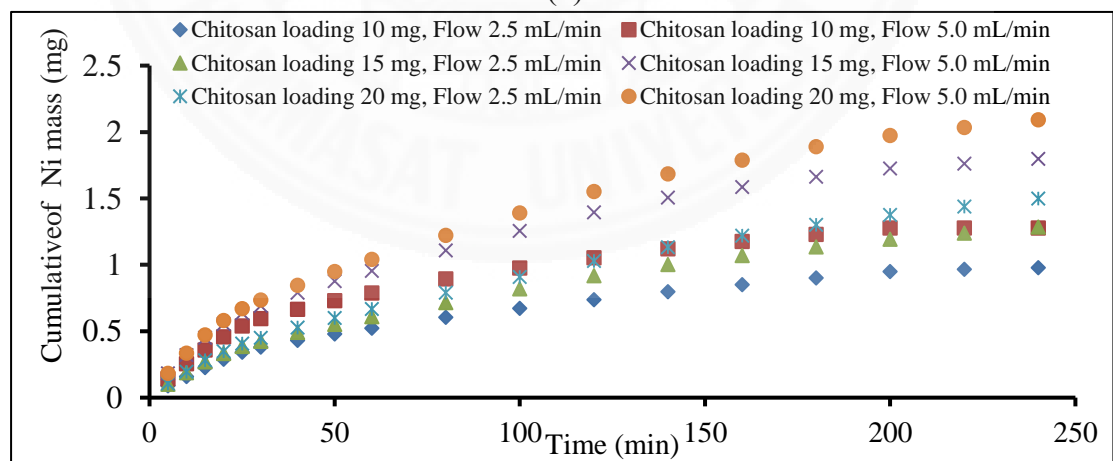 Chitosan loading 10 mg, Flow 2.5 mL/min
Chitosan loading 10 mg, Flow 5.0 mL/min
Chitosan loading 15 mg, Flow 2.5 mL/min
Chitosan loading 15 mg, Flow 5.0 mL/min
Chitosan loading 20 mg, Flow 2.5 mL/min
Chitosan loading 20 mg, Flow 5.0 mL/min
Cumulativeof Ni mass (mg)
2.5
2
1.5
1
0.5
0
0
50
100
150
200
250
Time (min)